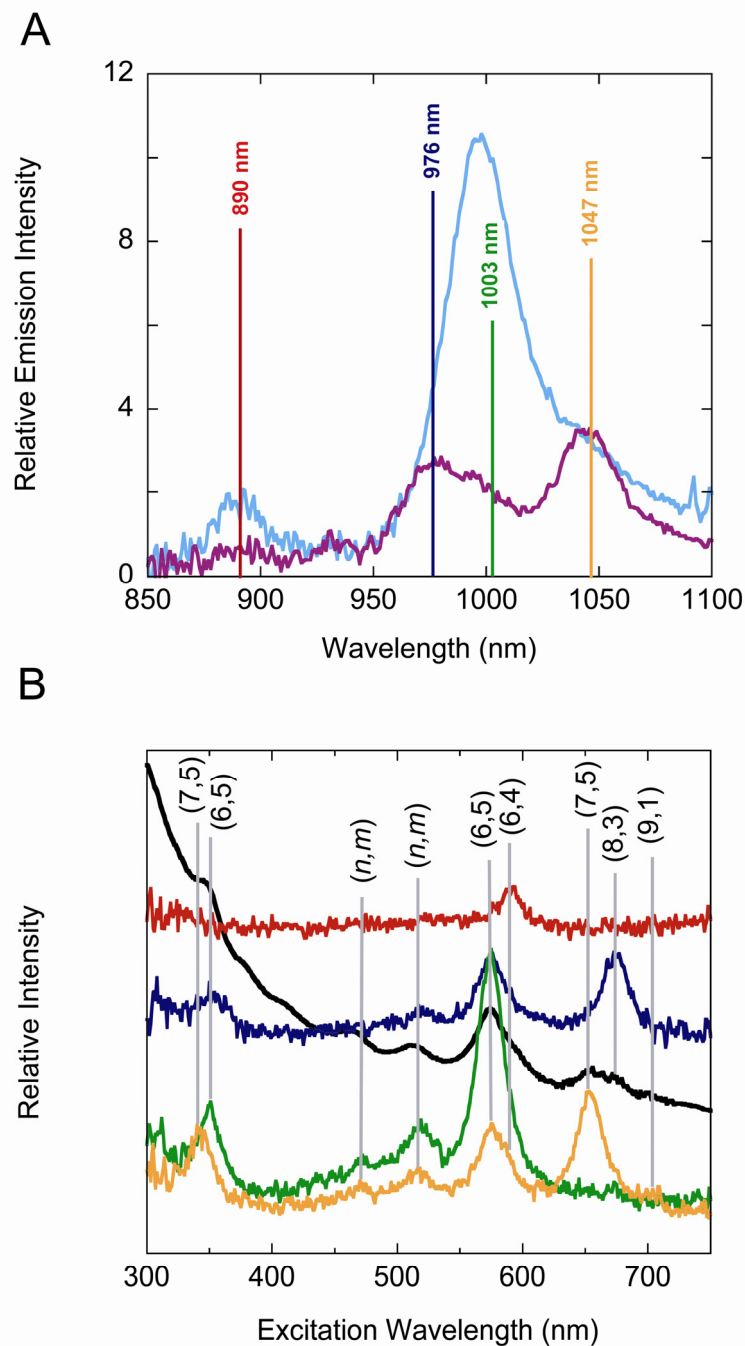 A
12
8
4
0
Relative Emission Intensity
890 nm
976 nm
1003 nm
1047 nm
850 900 950 1000 1050 1100
Wavelength (nm)
B
(7,5)
(6,5)
(n,m)
(n,m)
(6,5)
(6,4)
(7,5)
(8,3)
(9,1)
Relative Intensity
300 400 500 600 700
Excitation Wavelength (nm)